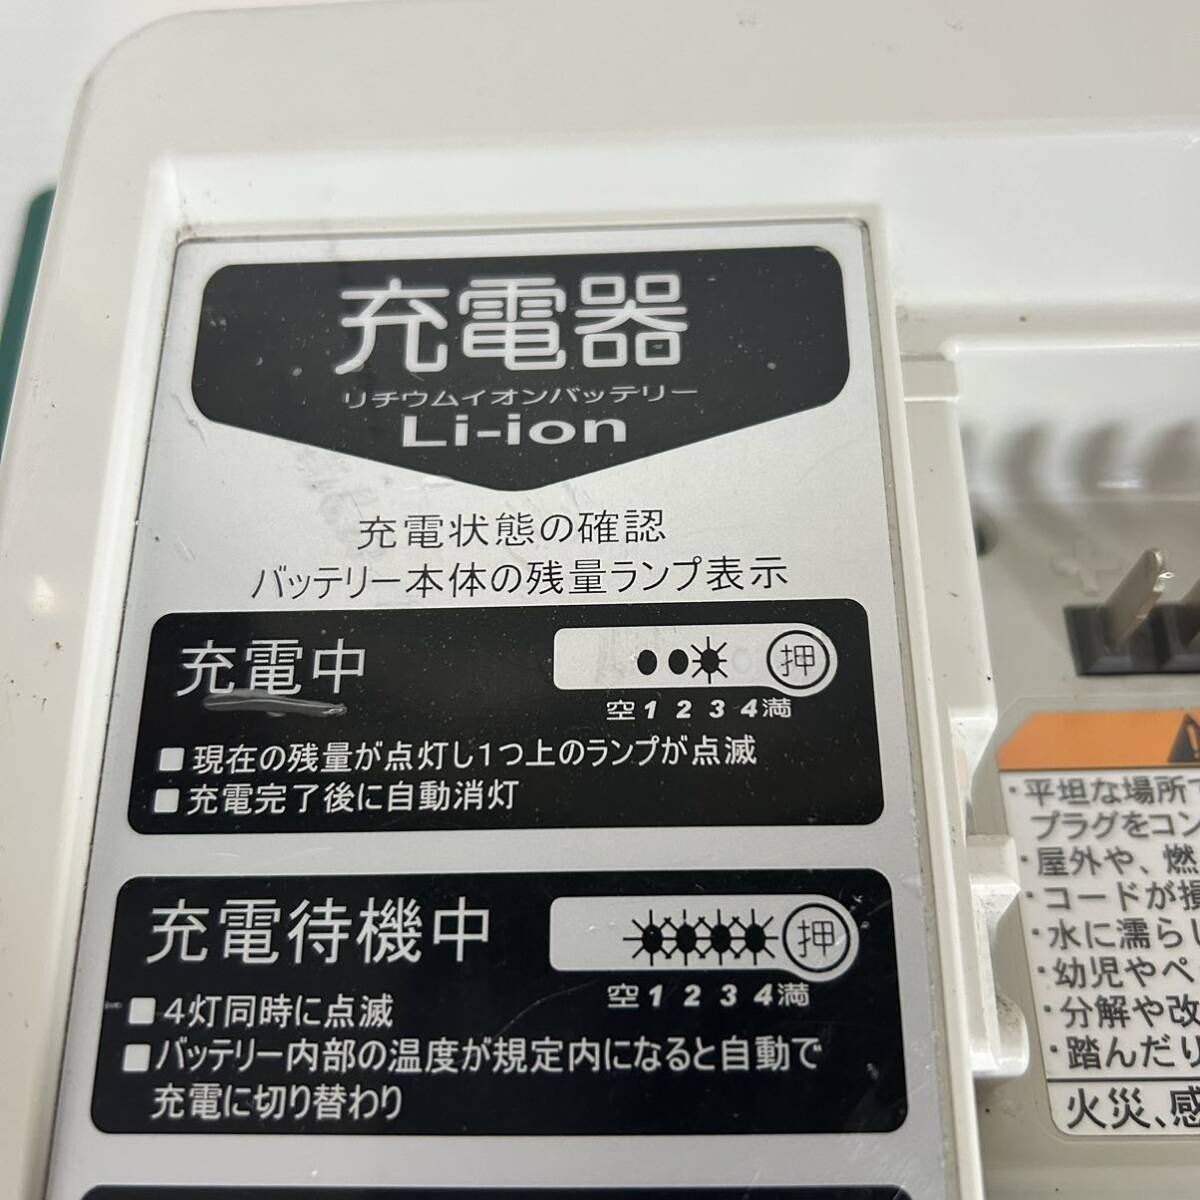 充電器
リチウムイオンバッテリー
Li-ion
充電状態の確認
バッテリー本体の残量ランプ表示
充電中
押
空1 2 3 4満
■現在の残量が点灯し1つ上のランプが点滅
■充電完了後に自動消灯
充電待機中
押
空1 2 3 4満
■4灯同時に点滅
■バッテリー内部の温度が規定内になると自動で
充電に切り替わり
+
・平坦な場所で
プラグをコン
・屋外や、燃
・コードが損
・水に濡らし
・幼児やペ
・分解や改
・踏んだり
火災、感